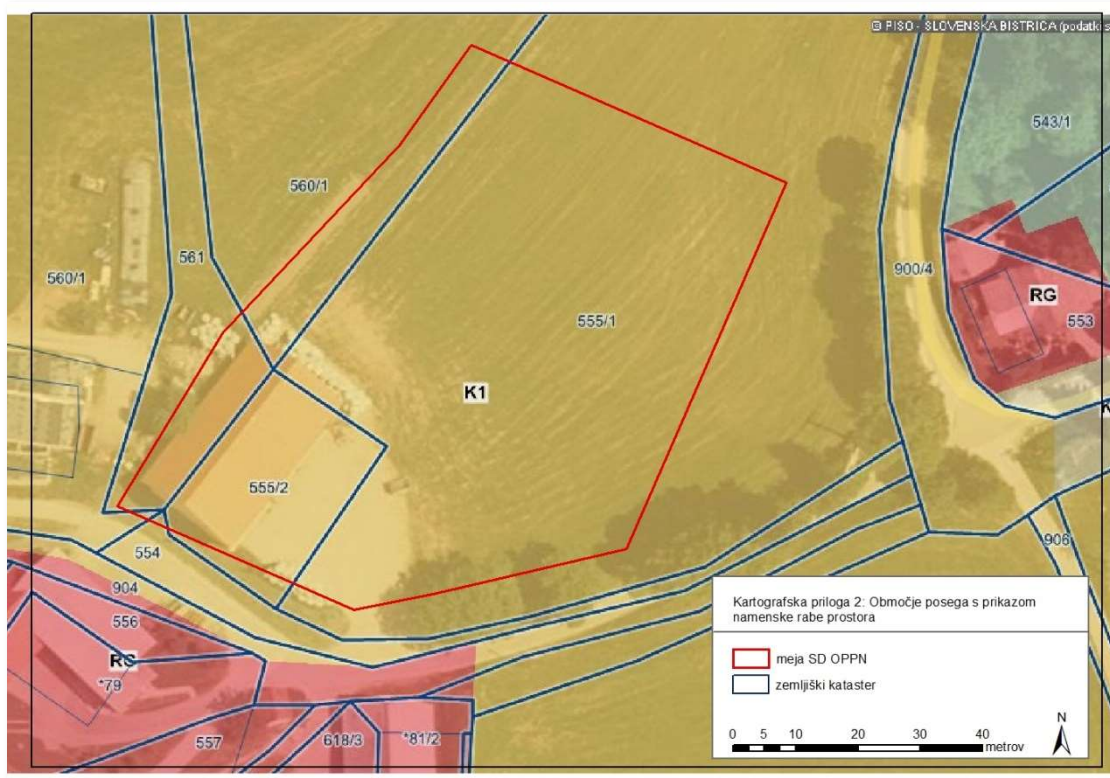 © PISO - SLOVENSKA BISTRICA (podatki s
543/1
560/1
561
560/1
900/4
RG
553
555/1
K1
555/2
554
906
904
556
*79
557
618/3
*81/2
Kartografska priloga 2: Območje posega s prikazom
namenske rabe prostora
meja SD OPPN
zemljiški kataster
N
0 5 10 20 30 40
metrov